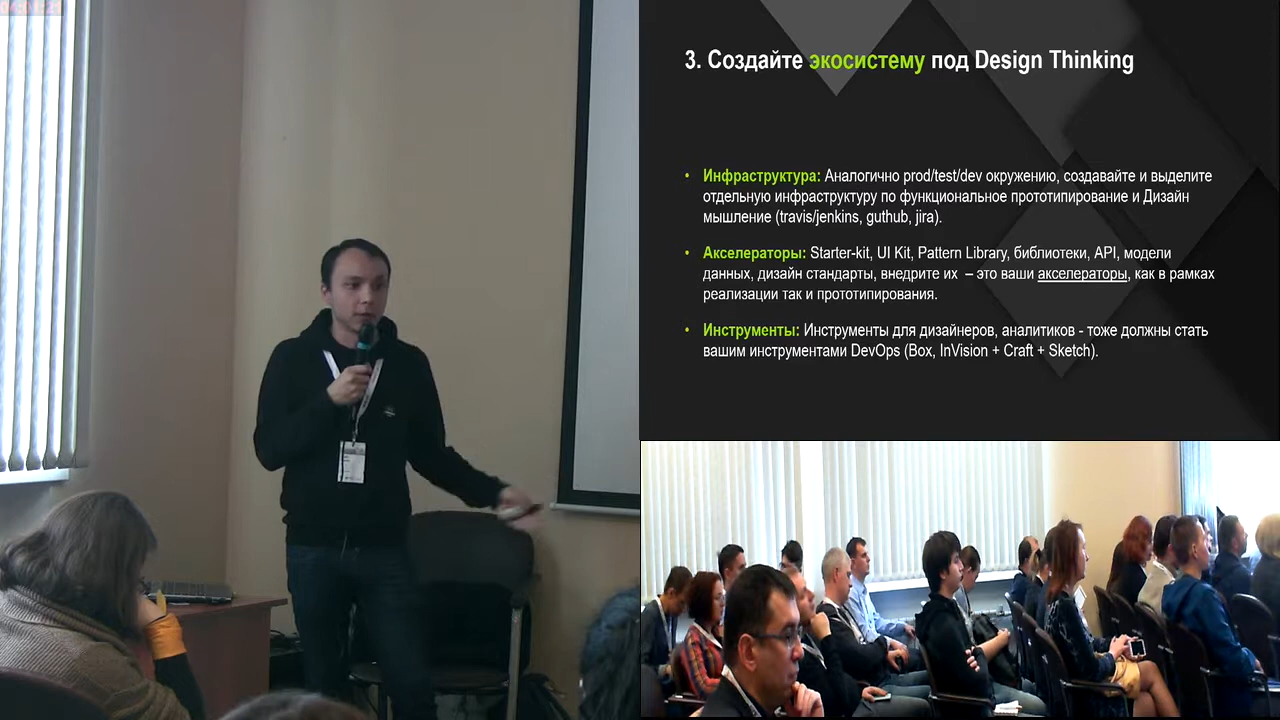 3. Создайте экосистему под Design Thinking
• Инфраструктура: Аналогично prod/test/dev окружению, создавайте и выделите
отдельную инфраструктуру по функциональное прототипирование и Дизайн
мышление (travis/jenkins, guthub, jira).
• Акселераторы: Starter-kit, UI Kit, Pattern Library, библиотеки, API, модели
данных, дизайн стандарты, внедрите их – это ваши акселераторы, как в рамках
реализации так и прототипирования.
• Инструменты: Инструменты для дизайнеров, аналитиков - тоже должны стать
вашим инструментами DevOps (Box, InVision + Craft + Sketch).